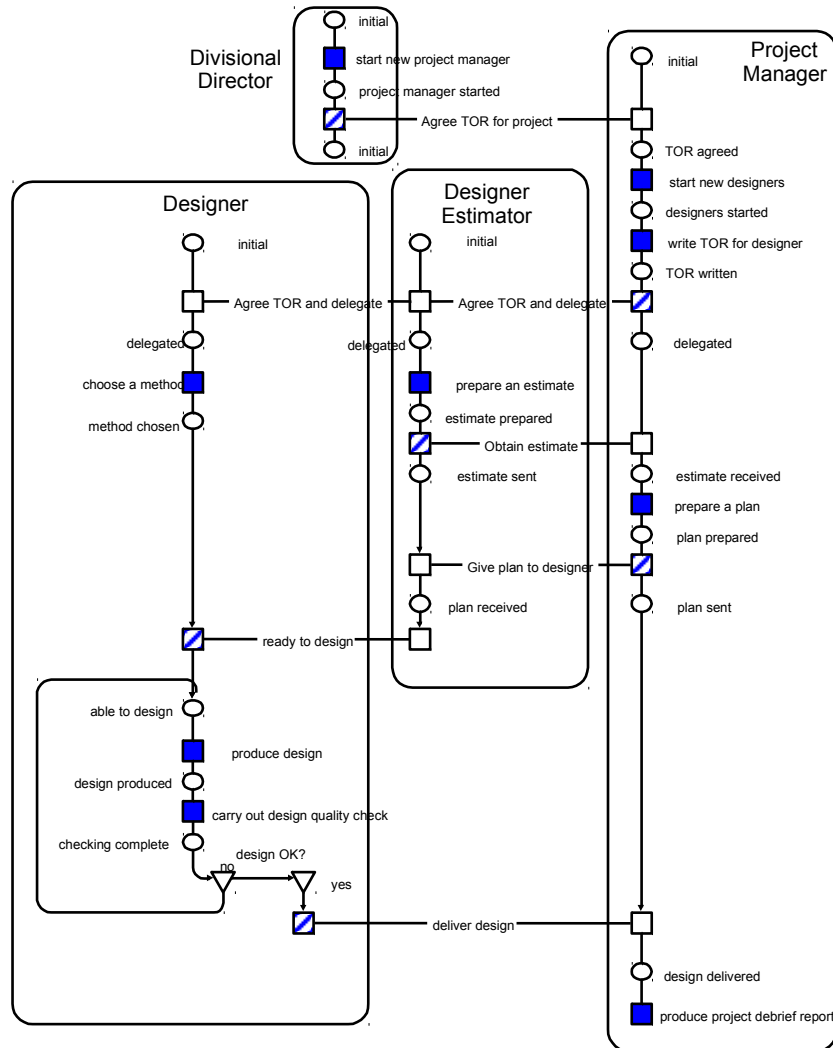 initial
Divisional
Director
start new project manager
project manager started
Agree TOR for project
initial
Project
Manager
initial
TOR agreed
start new designers
designers started
write TOR for designer
TOR written
delegated
estimate received
prepare a plan
plan prepared
plan sent
design delivered
produce project debrief report
Designer
initial
Agree TOR and delegate
delegated
choose a method
method chosen
ready to design
able to design
produce design
design produced
carry out design quality check
checking complete
design OK?
no
yes
deliver design
Designer
Estimator
initial
Agree TOR and delegate
delegated
prepare an estimate
estimate prepared
Obtain estimate
estimate sent
Give plan to designer
plan received